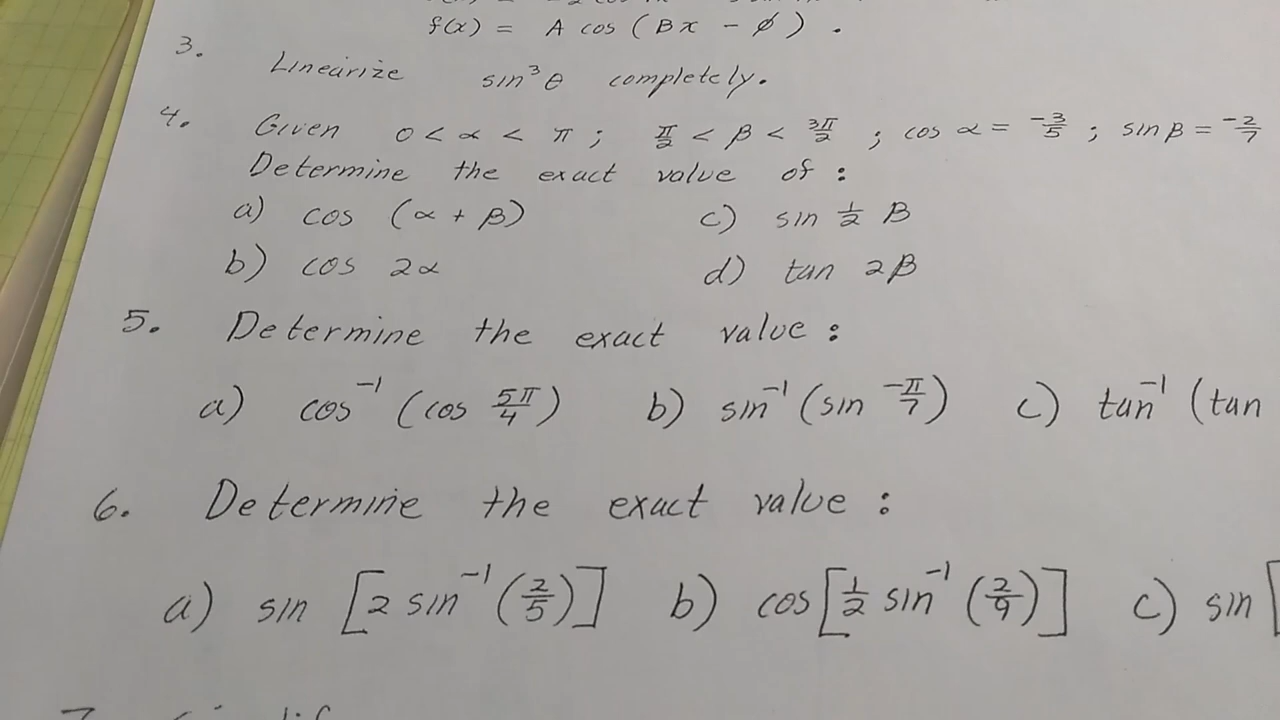 f(x) = A cos (Bx - ϕ) .
3. Linearize sin³θ completely.
4. Given 0 < α < π ; π/2 < β < 3π/2 ; cos α = -3/5 ; sin β = -2/7
Determine the exact value of :
a) cos (α + β) c) sin 1/2 β
b) cos 2α d) tan 2β
5. Determine the exact value :
a) cos⁻¹ (cos 5π/4) b) sin⁻¹ (sin -π/7) c) tan⁻¹ (tan
6. Determine the exact value :
a) sin [2 sin⁻¹ (2/5)] b) cos [1/2 sin⁻¹ (2/9)] c) sin [